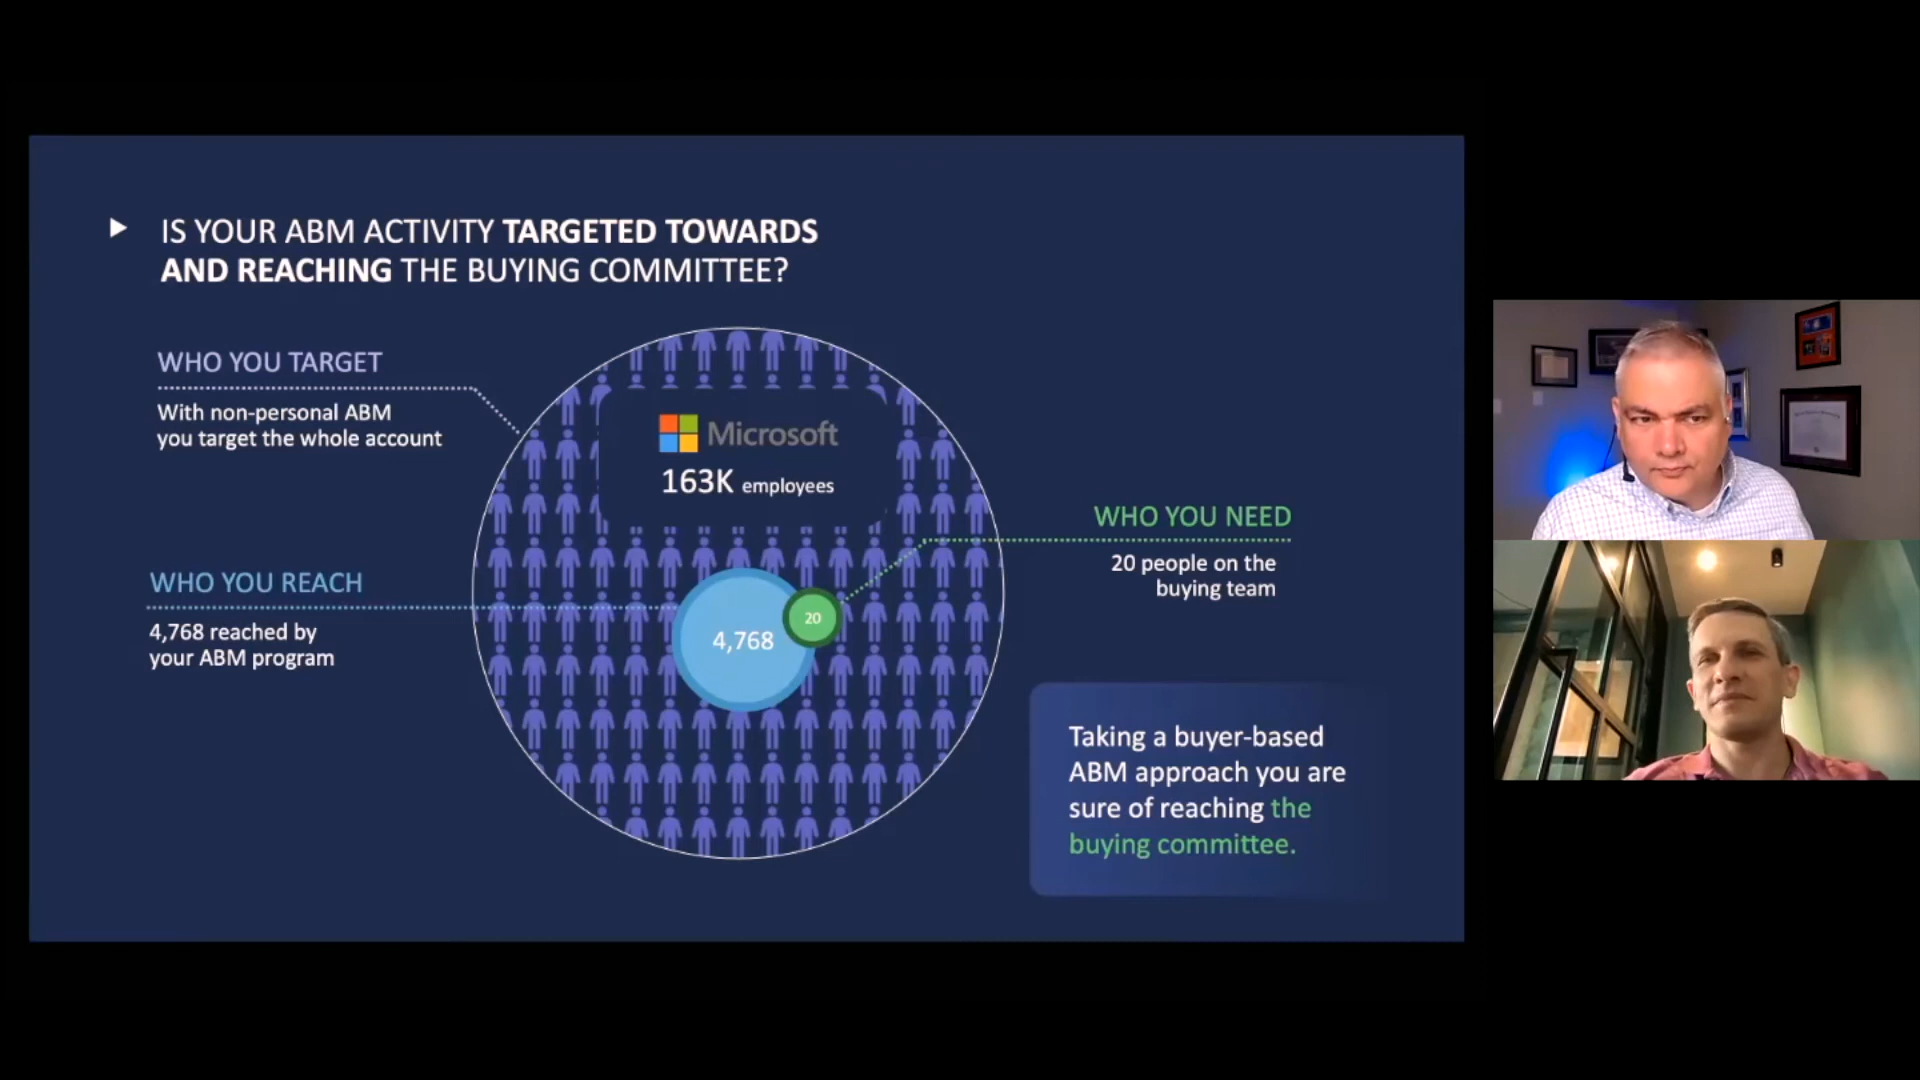 IS YOUR ABM ACTIVITY TARGETED TOWARDS
AND REACHING THE BUYING COMMITTEE?
WHO YOU TARGET
With non-personal ABM
you target the whole account
Microsoft
163K employees
WHO YOU REACH
4,768 reached by
your ABM program
4,768
20
WHO YOU NEED
20 people on the
buying team
Taking a buyer-based
ABM approach you are
sure of reaching the
buying committee.